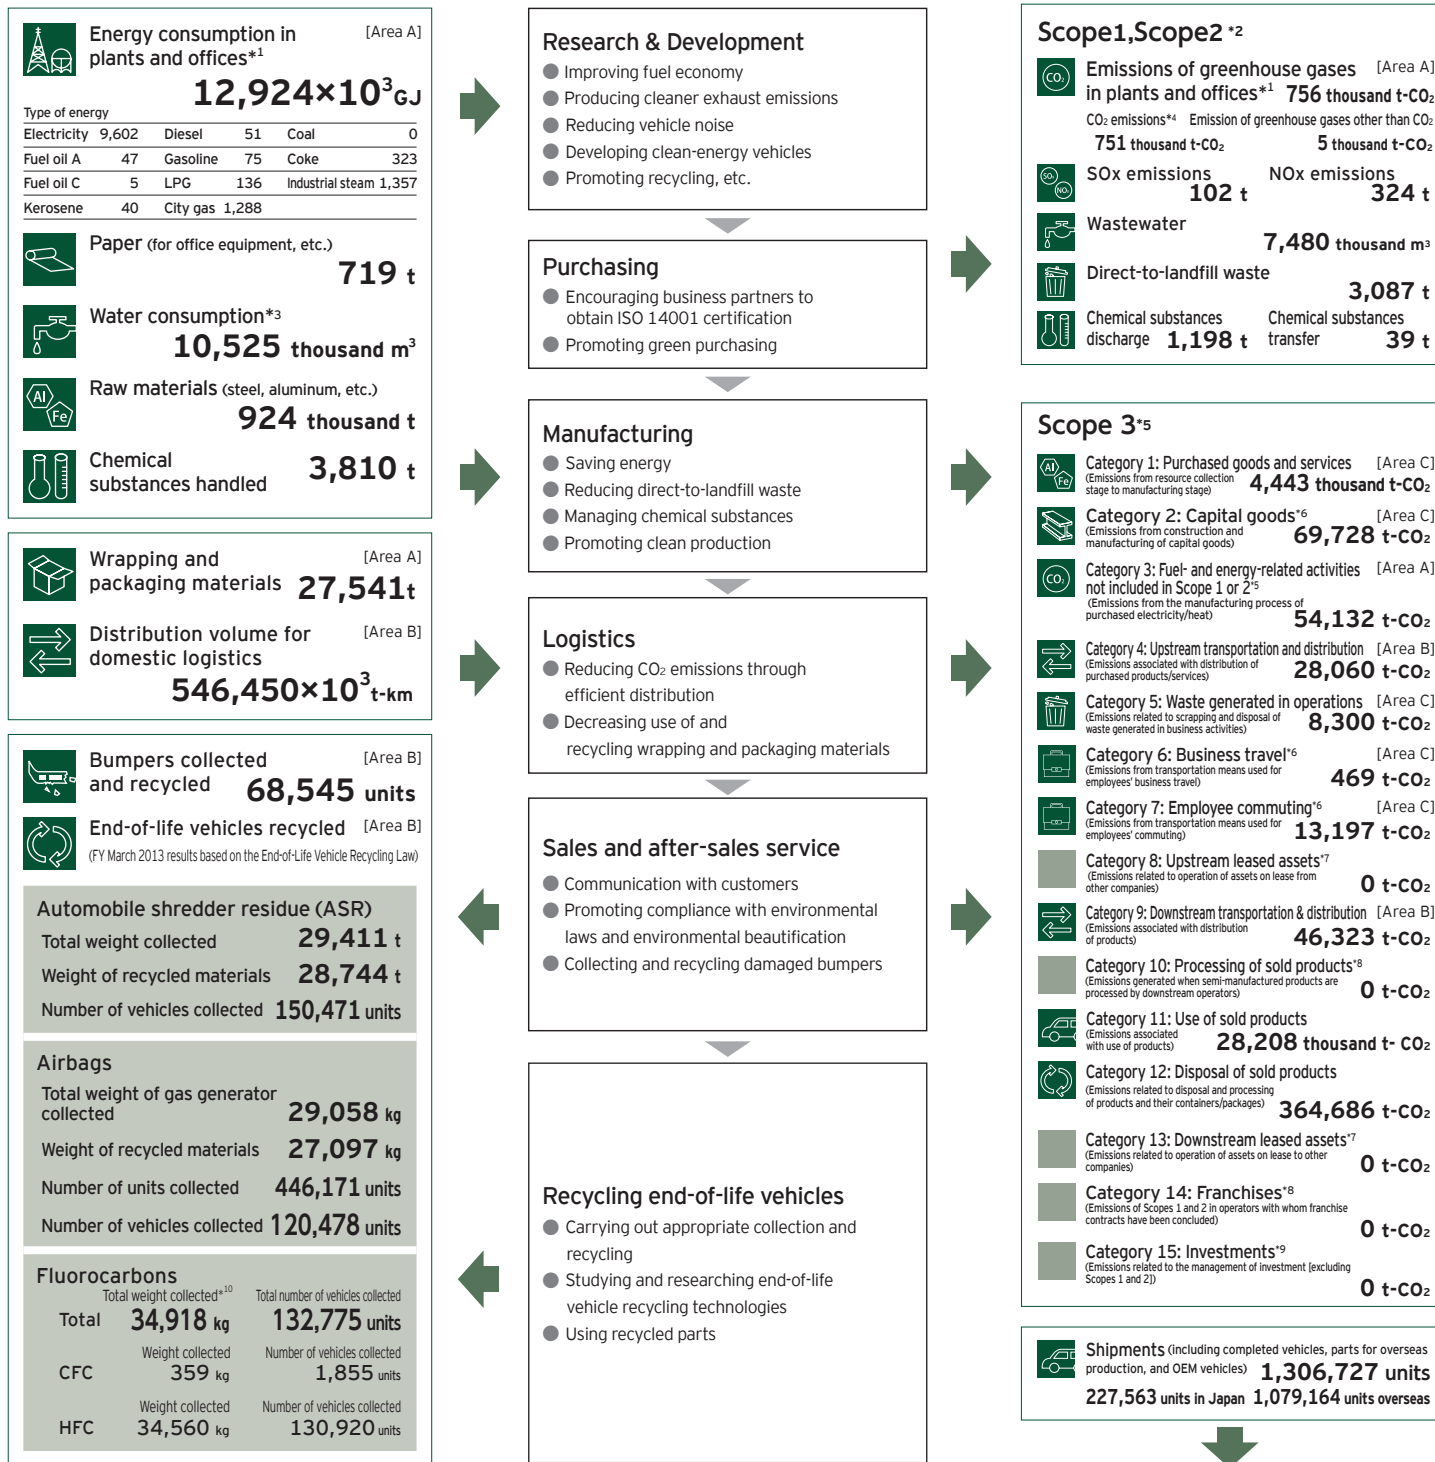 Energy consumption in [Area A]
plants and offices*1
12,924×10³GJ
Type of energy
Electricity 9,602 Diesel 51 Coal 0
Fuel oil A 47 Gasoline 75 Coke 323
Fuel oil C 5 LPG 136 Industrial steam 1,357
Kerosene 40 City gas 1,288
Paper (for office equipment, etc.)
719 t
Water consumption*3
10,525 thousand m³
Raw materials (steel, aluminum, etc.)
Al
Fe
924 thousand t
Chemical
substances handled 3,810 t
Wrapping and [Area A]
packaging materials 27,541t
Distribution volume for [Area B]
domestic logistics
546,450×10³t-km
Bumpers collected [Area B]
and recycled 68,545 units
End-of-life vehicles recycled [Area B]
(FY March 2013 results based on the End-of-Life Vehicle Recycling Law)
Automobile shredder residue (ASR)
Total weight collected 29,411 t
Weight of recycled materials 28,744 t
Number of vehicles collected 150,471 units
Airbags
Total weight of gas generator
collected 29,058 kg
Weight of recycled materials 27,097 kg
Number of units collected 446,171 units
Number of vehicles collected 120,478 units
Fluorocarbons
Total weight collected*10 Total number of vehicles collected
Total 34,918 kg 132,775 units
Weight collected Number of vehicles collected
CFC 359 kg 1,855 units
Weight collected Number of vehicles collected
HFC 34,560 kg 130,920 units
Research & Development
● Improving fuel economy
● Producing cleaner exhaust emissions
● Reducing vehicle noise
● Developing clean-energy vehicles
● Promoting recycling, etc.
Purchasing
● Encouraging business partners to
obtain ISO 14001 certification
● Promoting green purchasing
Manufacturing
● Saving energy
● Reducing direct-to-landfill waste
● Managing chemical substances
● Promoting clean production
Logistics
● Reducing CO₂ emissions through
efficient distribution
● Decreasing use of and
recycling wrapping and packaging materials
Sales and after-sales service
● Communication with customers
● Promoting compliance with environmental
laws and environmental beautification
● Collecting and recycling damaged bumpers
Recycling end-of-life vehicles
● Carrying out appropriate collection and
recycling
● Studying and researching end-of-life
vehicle recycling technologies
● Using recycled parts
Scope1,Scope2 *2
CO₂
Emissions of greenhouse gases [Area A]
in plants and offices*1 756 thousand t-CO₂
CO₂ emissions*4 Emission of greenhouse gases other than CO₂
751 thousand t-CO₂ 5 thousand t-CO₂
SOx
NOx
SOx emissions NOx emissions
102 t 324 t
Wastewater
7,480 thousand m³
Direct-to-landfill waste
3,087 t
Chemical substances Chemical substances
discharge 1,198 t transfer 39 t
Scope 3*5
Al
Fe
Category 1: Purchased goods and services [Area C]
(Emissions from resource collection
stage to manufacturing stage) 4,443 thousand t-CO₂
Category 2: Capital goods*6 [Area C]
(Emissions from construction and
manufacturing of capital goods) 69,728 t-CO₂
CO₂
Category 3: Fuel- and energy-related activities [Area A]
not included in Scope 1 or 2*5
(Emissions from the manufacturing process of
purchased electricity/heat) 54,132 t-CO₂
Category 4: Upstream transportation and distribution [Area B]
(Emissions associated with distribution of
purchased products/services) 28,060 t-CO₂
Category 5: Waste generated in operations [Area C]
(Emissions related to scrapping and disposal of
waste generated in business activities) 8,300 t-CO₂
Category 6: Business travel*6 [Area C]
(Emissions from transportation means used for
employees' business travel) 469 t-CO₂
Category 7: Employee commuting*6 [Area C]
(Emissions from transportation means used for
employees' commuting) 13,197 t-CO₂
Category 8: Upstream leased assets*7
(Emissions related to operation of assets on lease from
other companies) 0 t-CO₂
Category 9: Downstream transportation & distribution [Area B]
(Emissions associated with distribution
of products) 46,323 t-CO₂
Category 10: Processing of sold products*8
(Emissions generated when semi-manufactured products are
processed by downstream operators) 0 t-CO₂
Category 11: Use of sold products
(Emissions associated
with use of products) 28,208 thousand t- CO₂
Category 12: Disposal of sold products
(Emissions related to disposal and processing
of products and their containers/packages) 364,686 t-CO₂
Category 13: Downstream leased assets*7
(Emissions related to operation of assets on lease to other
companies) 0 t-CO₂
Category 14: Franchises*8
(Emissions of Scopes 1 and 2 in operators with whom franchise
contracts have been concluded) 0 t-CO₂
Category 15: Investments*9
(Emissions related to the management of investment [excluding
Scopes 1 and 2]) 0 t-CO₂
Shipments (including completed vehicles, parts for overseas
production, and OEM vehicles) 1,306,727 units
227,563 units in Japan 1,079,164 units overseas